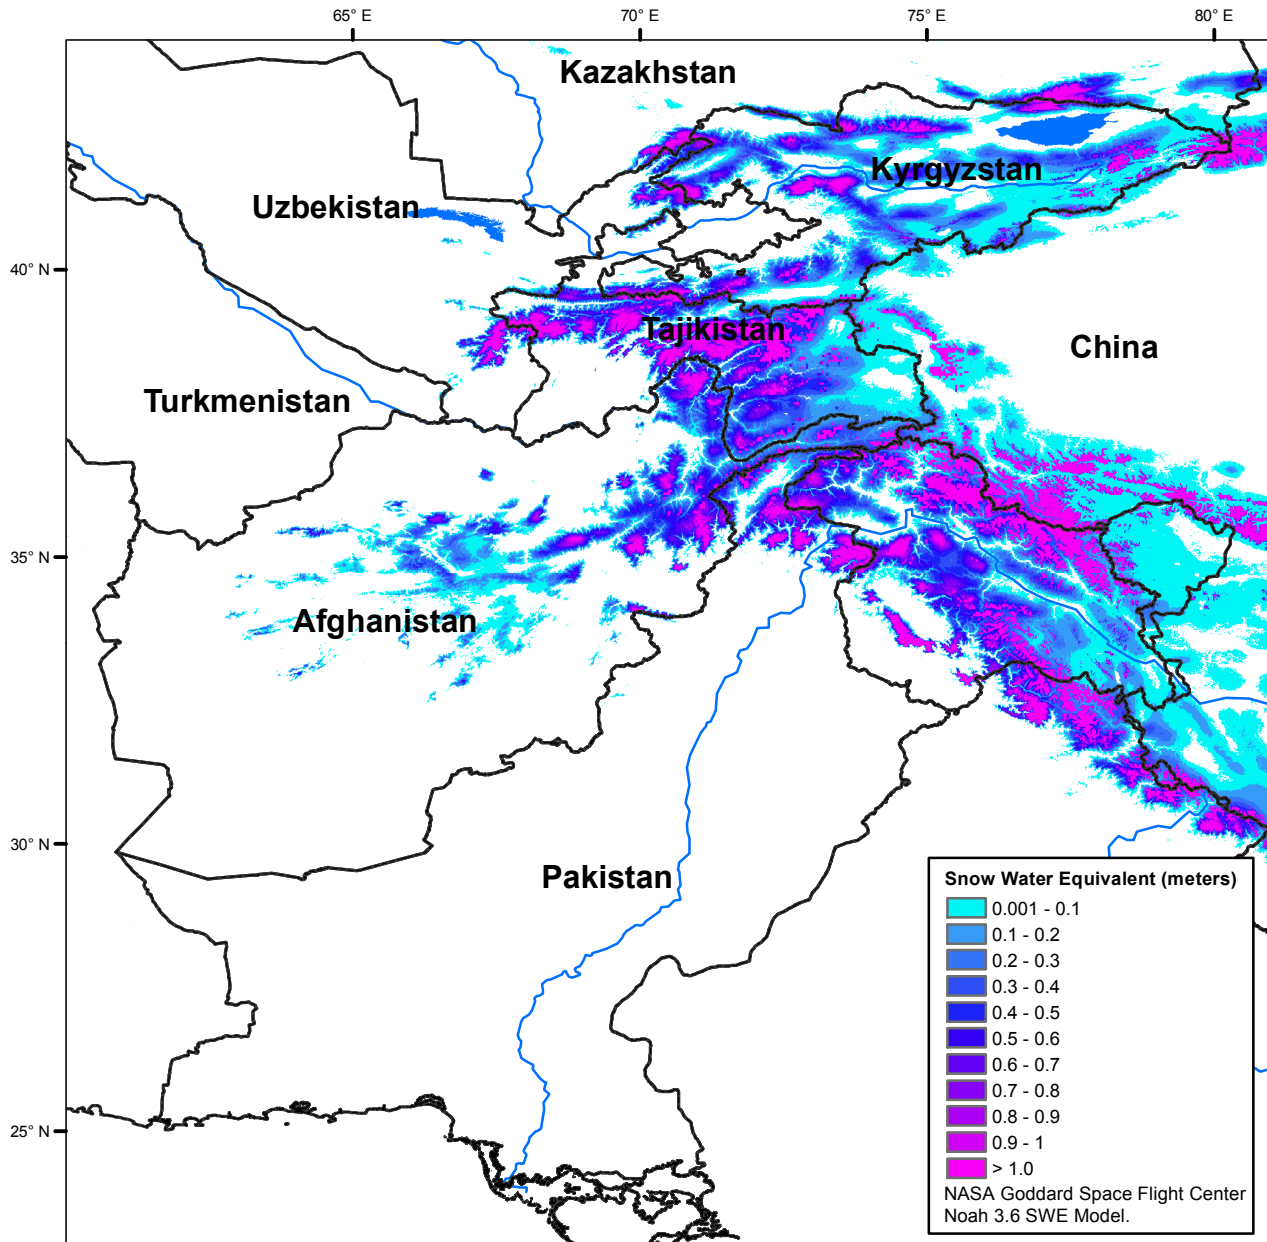 65° E
70° E
75° E
80° E
Kazakhstan
Kyrgyzstan
Uzbekistan
40° N
Tajikistan
China
Turkmenistan
35° N
Afghanistan
30° N
Pakistan
25° N
Snow Water Equivalent (meters)
0.001 - 0.1
0.1 - 0.2
0.2 - 0.3
0.3 - 0.4
0.4 - 0.5
0.5 - 0.6
0.6 - 0.7
0.7 - 0.8
0.8 - 0.9
0.9 - 1
> 1.0
NASA Goddard Space Flight Center
Noah 3.6 SWE Model.